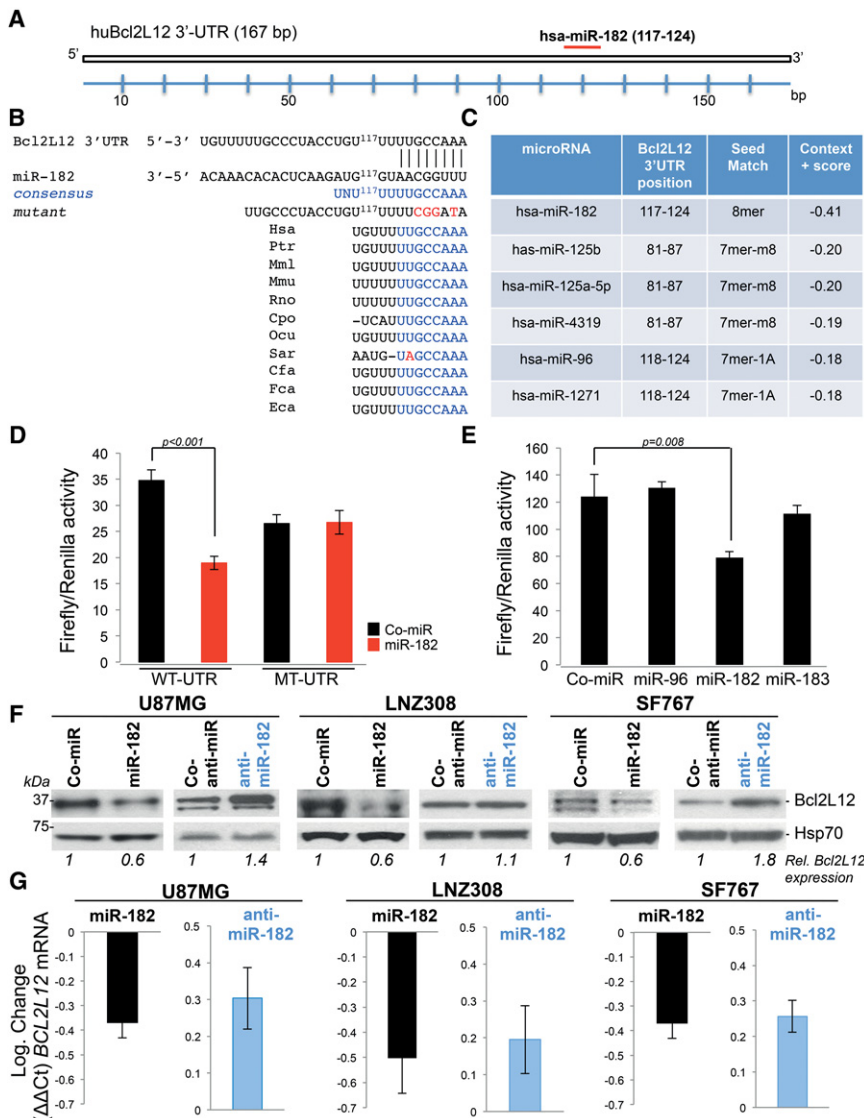 A
huBcl2L12 3'-UTR (167 bp)
hsa-miR-182 (117-124)
5'
3'
10
50
100
150
bp
B
Bcl2L12 3'UTR 5'-3' UGUUUUUGCCCUACCUGU117UUUUGCCAAA
miR-182 3'-5' ACAAACACACUCAAGAUG UGUAACGGUUU
consensus UNU117UUUUGCCAAA
mutant UUGCCCUACCUGU117UUUUCGGATA
Hsa UGUUUUUGCCAAA
Ptr UGUUUUUGCCAAA
Mml UGUUUUUGCCAAA
Mmu UUUUUUUGCCAAA
Rno UUUUUUUGCCAAA
Cpo -UCAUUUGCCAAA
Ocu UUUUUUUGCCAAA
Sar AAUG-UAGCCAAA
Cfa UUUUUUUGCCAAA
Fca UUUUUUUGCCAAA
Eca UGUUUUUGCCAAA
C
microRNA Bcl2L12 3'UTR position Seed Match Context + score
hsa-miR-182 117-124 8mer -0.41
has-miR-125b 81-87 7mer-m8 -0.20
hsa-miR-125a-5p 81-87 7mer-m8 -0.20
hsa-miR-4319 81-87 7mer-m8 -0.19
hsa-miR-96 118-124 7mer-1A -0.18
hsa-miR-1271 118-124 7mer-1A -0.18
D
p<0.001
Firefly/Renilla activity
40
35
30
25
20
15
10
5
0
WT-UTR MT-UTR
Co-miR
miR-182
E
p=0.008
Firefly/Renilla activity
160
140
120
100
80
60
40
20
0
Co-miR miR-96 miR-182 miR-183
F
U87MG LNZ308 SF767
Co-miR miR-182 Co-anti-miR anti-miR-182
Co-miR miR-182 Co-anti-miR anti-miR-182
Co-miR miR-182 Co-anti-miR anti-miR-182
kDa
37
75
- Bcl2L12
- Hsp70
1 0.6 1 1.4 1 0.6 1 1.1 1 0.6 1 1.8 Rel. Bcl2L12 expression
G
U87MG LNZ308 SF767
Log. Change
(ΔΔCt) BCL2L12 mRNA
miR-182
0
-0.1
-0.2
-0.3
-0.4
-0.5
-0.6
-0.7
anti-miR-182
0.5
0.4
0.3
0.2
0.1
0
miR-182
0
-0.1
-0.2
-0.3
-0.4
-0.5
-0.6
-0.7
anti-miR-182
0.5
0.4
0.3
0.2
0.1
0
miR-182
0
-0.1
-0.2
-0.3
-0.4
-0.5
-0.6
-0.7
anti-miR-182
0.5
0.4
0.3
0.2
0.1
0